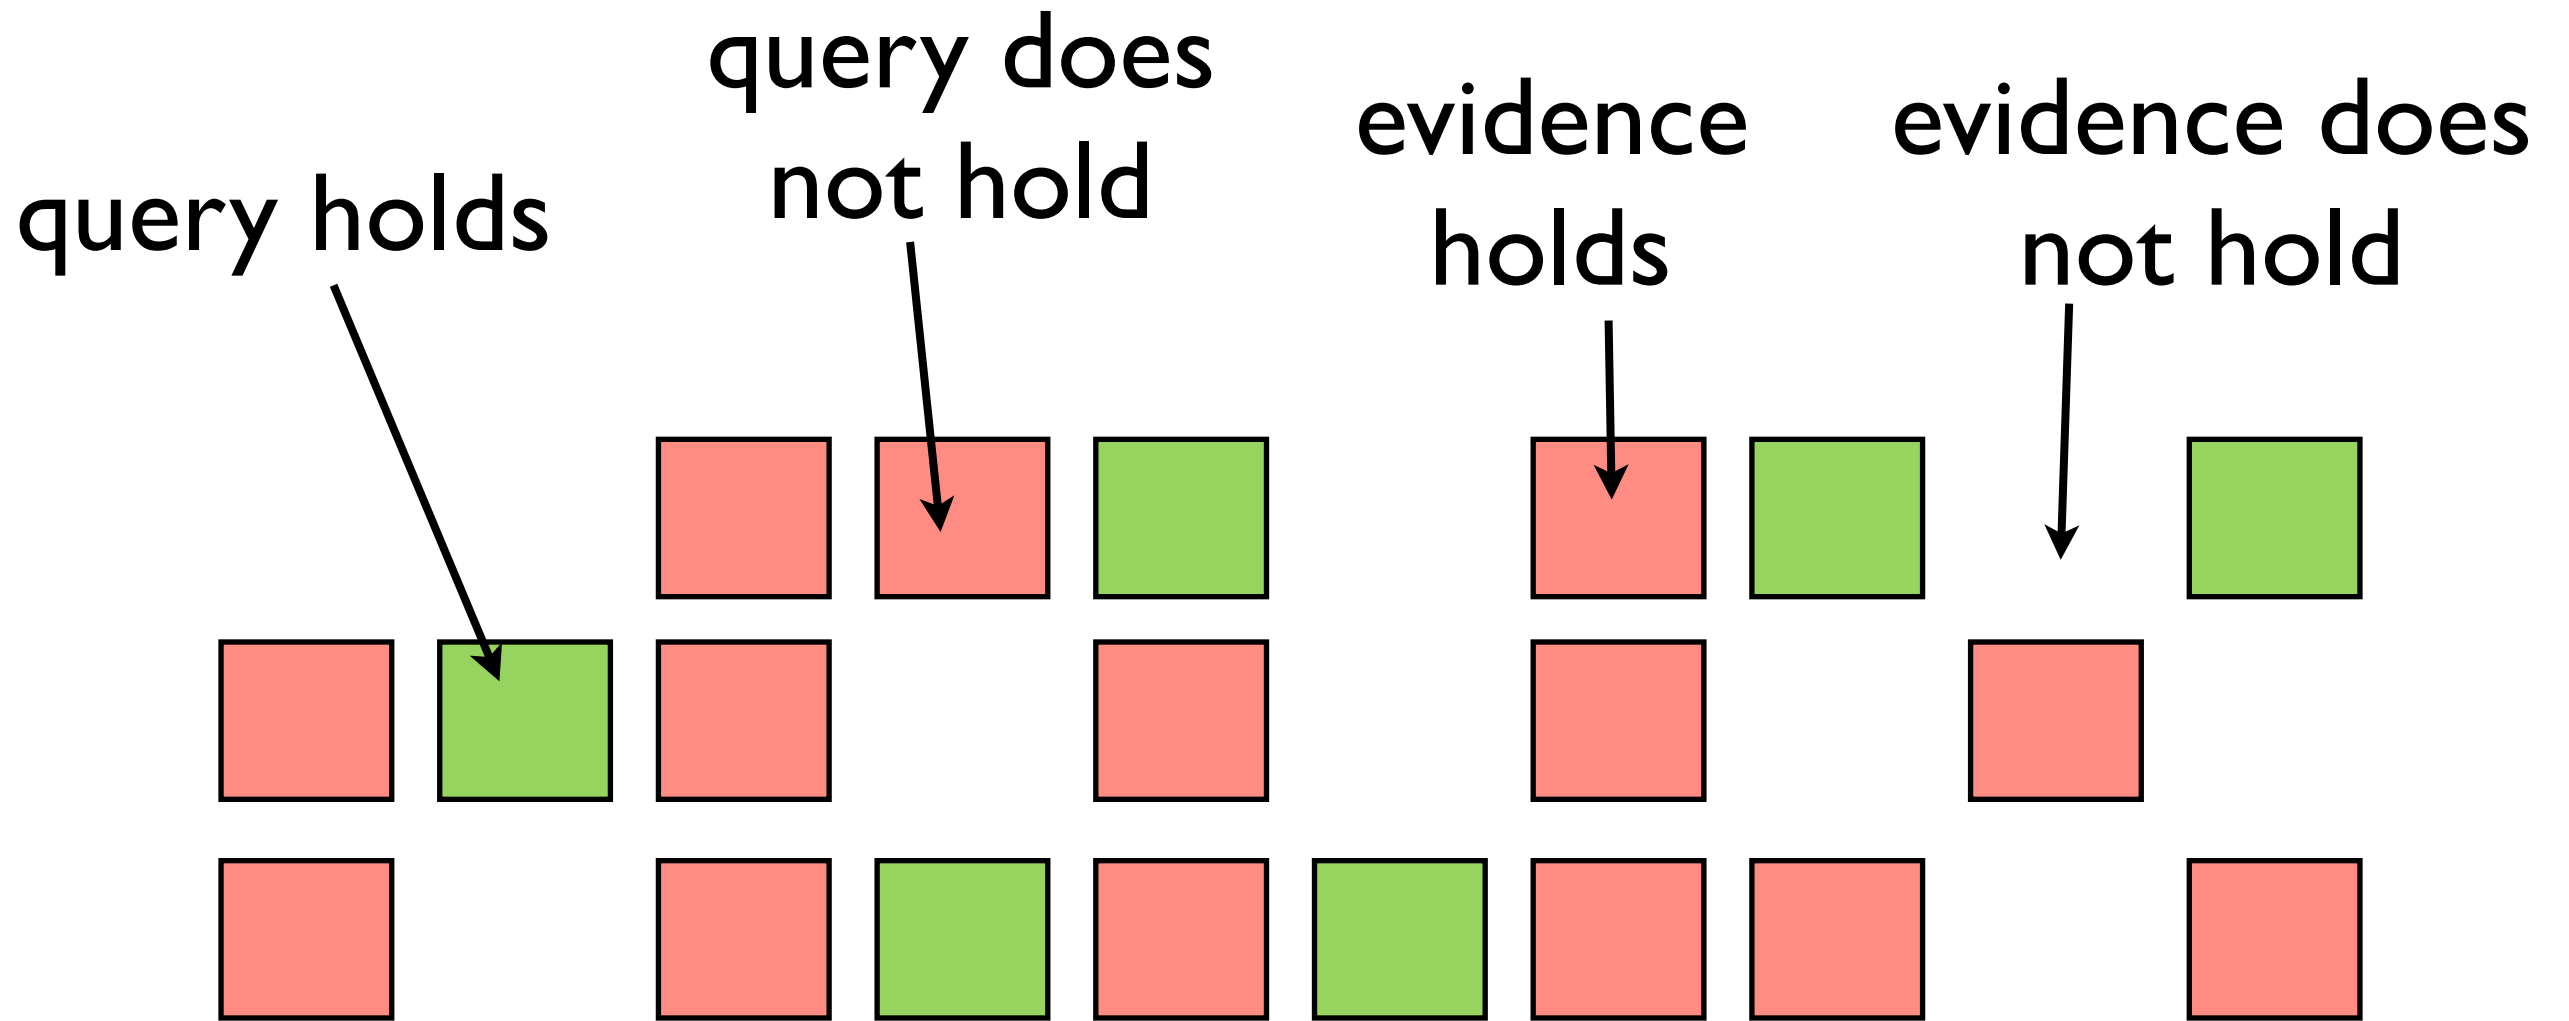 query holds
query does
not hold
evidence
holds
evidence does
not hold